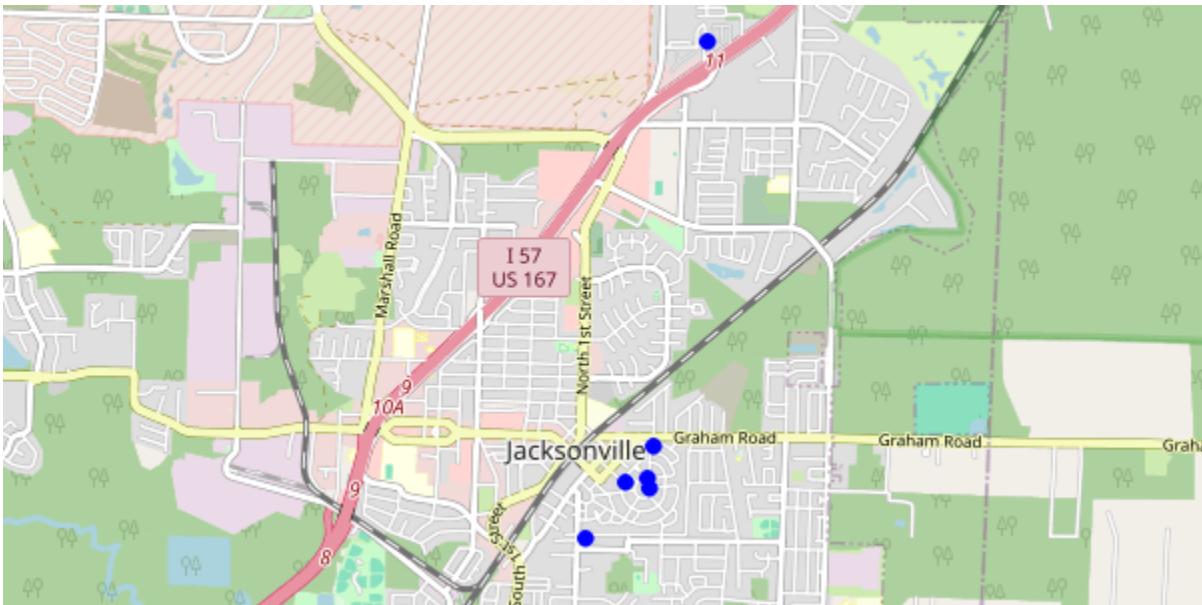 11
Marshall Road
I 57
US 167
North 1st Street
9
10A
Jacksonville
Graham Road
Graham Road
Grah
9
South 1st Street
8